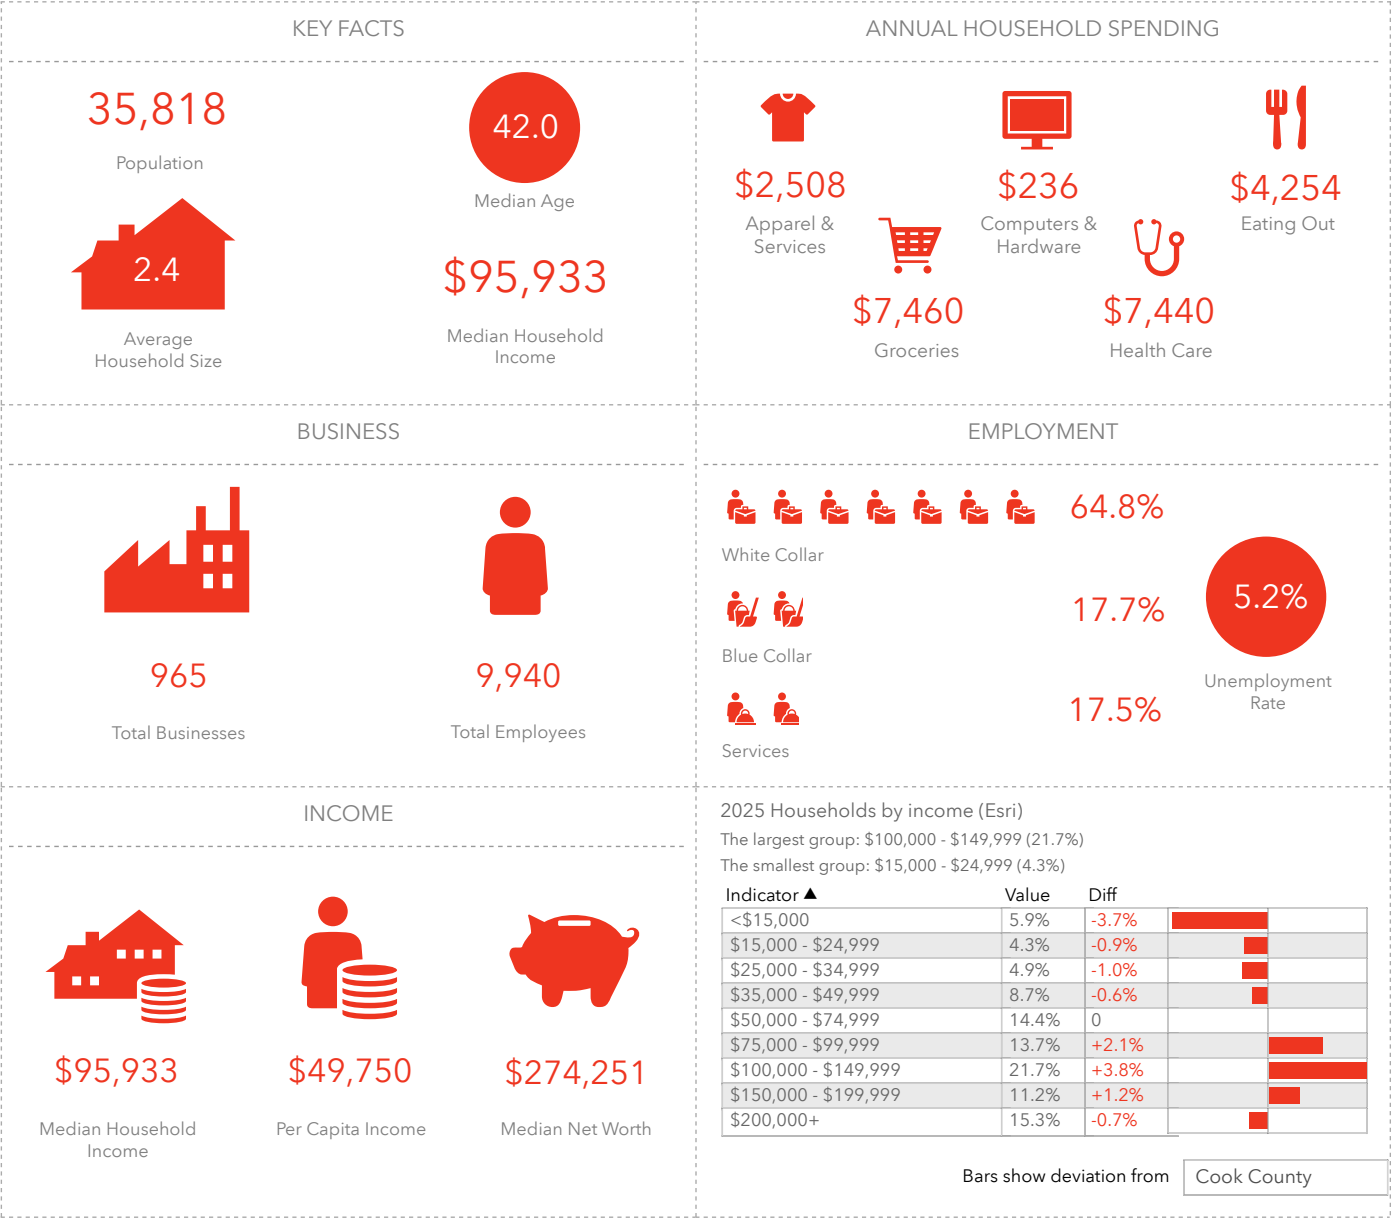 KEY FACTS
35,818
Population
42.0
Median Age
2.4
Average
Household Size
$95,933
Median Household
Income
ANNUAL HOUSEHOLD SPENDING
$2,508
Apparel &
Services
$236
Computers &
Hardware
$4,254
Eating Out
$7,460
Groceries
$7,440
Health Care
BUSINESS
965
Total Businesses
9,940
Total Employees
EMPLOYMENT
64.8%
White Collar
17.7%
Blue Collar
17.5%
Services
5.2%
Unemployment
Rate
INCOME
$95,933
Median Household
Income
$49,750
Per Capita Income
$274,251
Median Net Worth
2025 Households by income (Esri)
The largest group: $100,000 - $149,999 (21.7%)
The smallest group: $15,000 - $24,999 (4.3%)
Indicator ▲ Value Diff
<$15,000 5.9% -3.7%
$15,000 - $24,999 4.3% -0.9%
$25,000 - $34,999 4.9% -1.0%
$35,000 - $49,999 8.7% -0.6%
$50,000 - $74,999 14.4% 0
$75,000 - $99,999 13.7% +2.1%
$100,000 - $149,999 21.7% +3.8%
$150,000 - $199,999 11.2% +1.2%
$200,000+ 15.3% -0.7%
Bars show deviation from Cook County